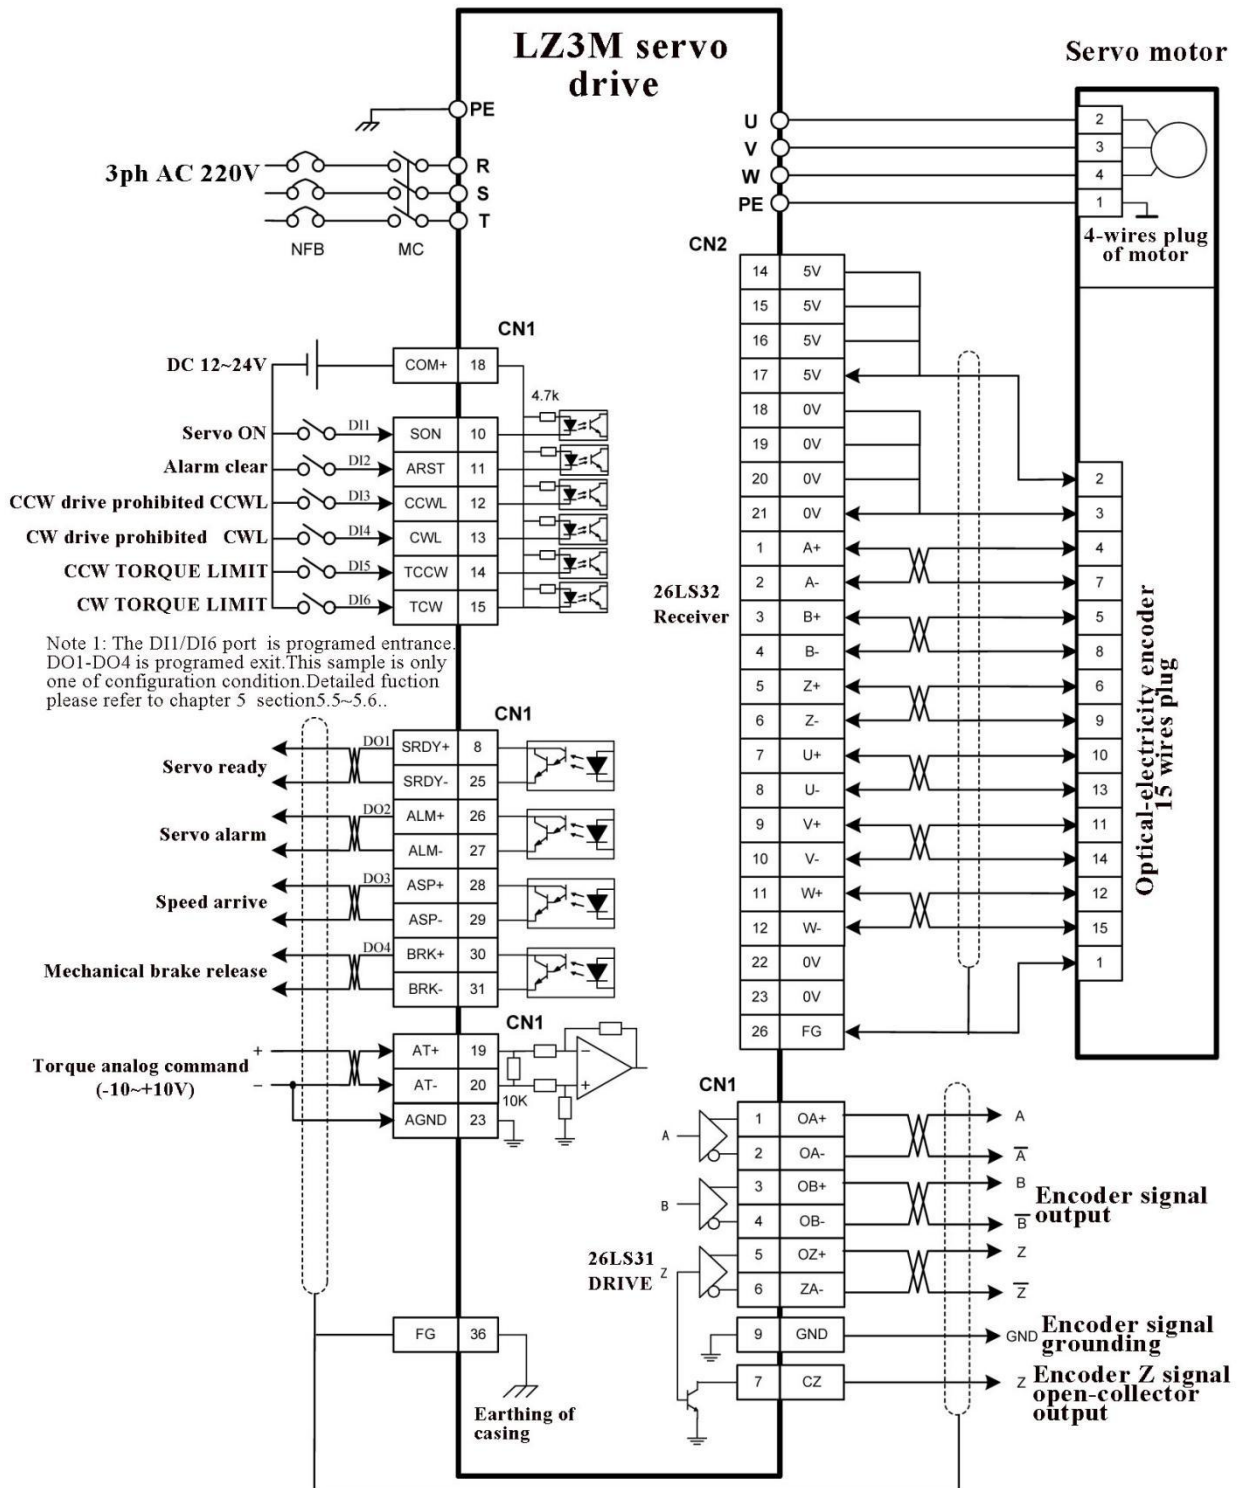 LZ3M servo
drive
Servo motor
PE
3ph AC 220V
R
S
T
NFB
MC
U
V
W
PE
2
3
4
1
4-wires plug
of motor
CN1
DC 12~24V
COM+ 18
4.7k
Servo ON DI1 SON 10
Alarm clear DI2 ARST 11
CCW drive prohibited CCWL DI3 CCWL 12
CW drive prohibited CWL DI4 CWL 13
CCW TORQUE LIMIT DI5 TCCW 14
CW TORQUE LIMIT DI6 TCW 15
Note 1: The DI1/DI6 port is programed entrance.
DO1-DO4 is programed exit.This sample is only
one of configuration condition.Detailed fuction
please refer to chapter 5 section5.5~5.6..
CN1
Servo ready
DO1 SRDY+ 8
SRDY- 25
Servo alarm
DO2 ALM+ 26
ALM- 27
Speed arrive
DO3 ASP+ 28
ASP- 29
Mechanical brake release
DO4 BRK+ 30
BRK- 31
CN1
Torque analog command
(-10~+10V)
+ AT+ 19 −
− AT- 20 +
10K
AGND 23
FG 36
Earthing of
casing
CN2
14 5V
15 5V
16 5V
17 5V
18 0V
19 0V
20 0V 2
21 0V 3
1 A+ 4
2 A- 7
3 B+ 5
4 B- 8
5 Z+ 6
6 Z- 9
7 U+ 10
8 U- 13
9 V+ 11
10 V- 14
11 W+ 12
12 W- 15
22 0V 1
23 0V
26 FG
26LS32
Receiver
Optical-electricity encoder
15 wires plug
CN1
A
1 OA+ A
2 OA- A̅
B
3 OB+ B
4 OB- B̅
Encoder signal
output
26LS31
DRIVE
Z
5 OZ+ Z
6 ZA- Z̅
9 GND GND
Encoder signal
grounding
7 CZ Z
Encoder Z signal
open-collector
output